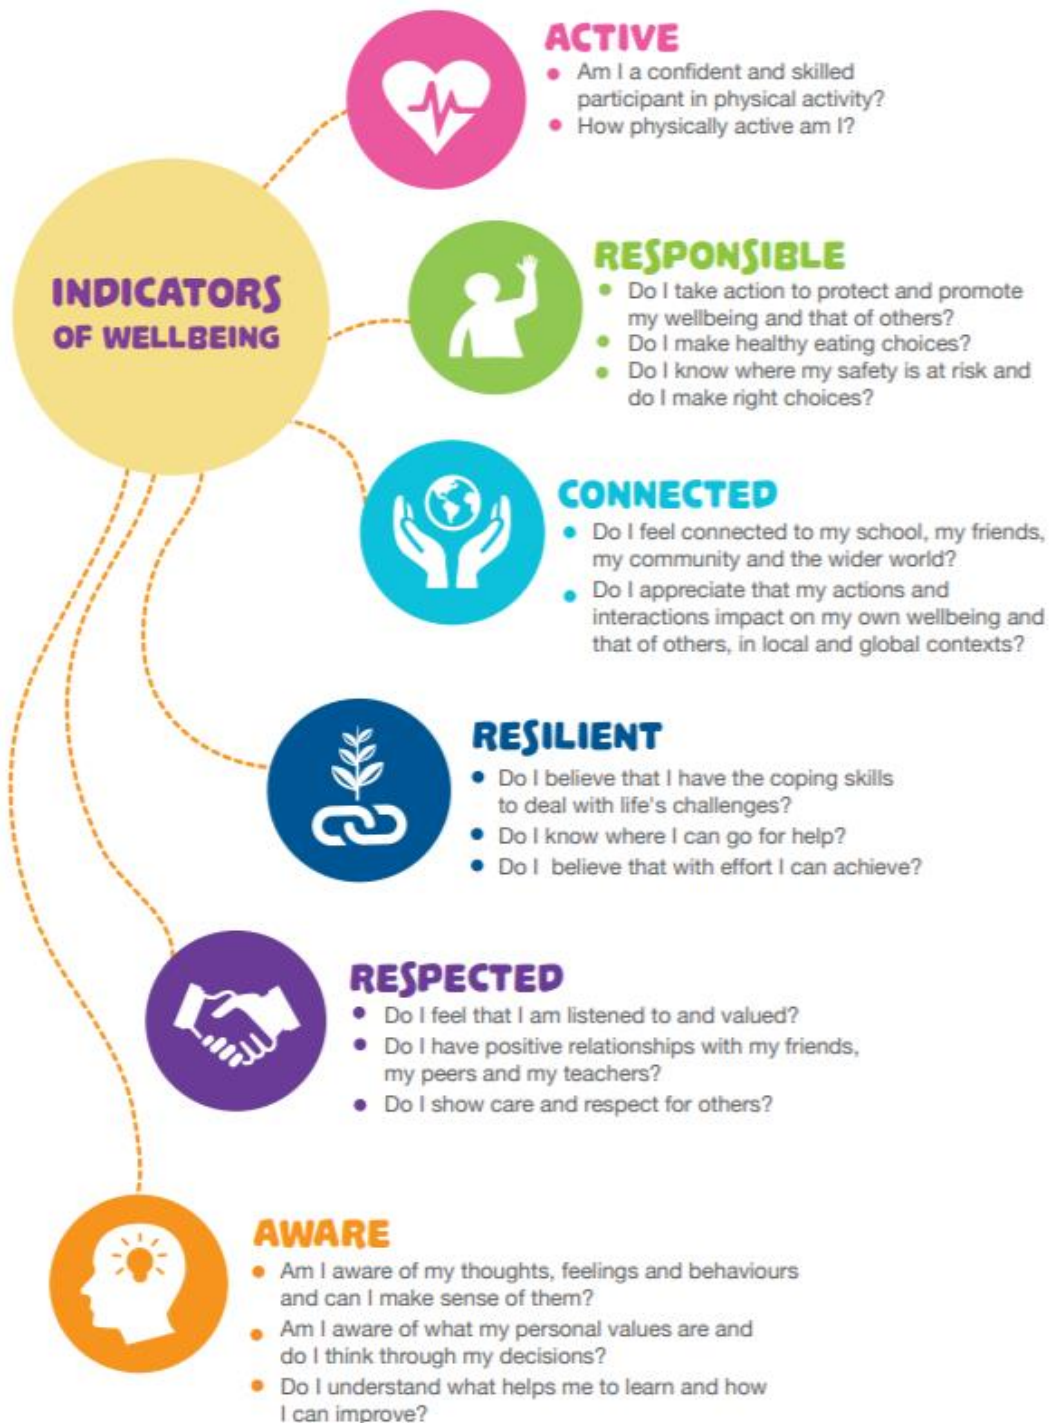 ACTIVE
• Am I a confident and skilled
participant in physical activity?
• How physically active am I?
INDICATORS
OF WELLBEING
RESPONSIBLE
• Do I take action to protect and promote
my wellbeing and that of others?
• Do I make healthy eating choices?
• Do I know where my safety is at risk and
do I make right choices?
CONNECTED
• Do I feel connected to my school, my friends,
my community and the wider world?
• Do I appreciate that my actions and
interactions impact on my own wellbeing and
that of others, in local and global contexts?
RESILIENT
• Do I believe that I have the coping skills
to deal with life's challenges?
• Do I know where I can go for help?
• Do I believe that with effort I can achieve?
RESPECTED
• Do I feel that I am listened to and valued?
• Do I have positive relationships with my friends,
my peers and my teachers?
• Do I show care and respect for others?
AWARE
• Am I aware of my thoughts, feelings and behaviours
and can I make sense of them?
• Am I aware of what my personal values are and
do I think through my decisions?
• Do I understand what helps me to learn and how
I can improve?